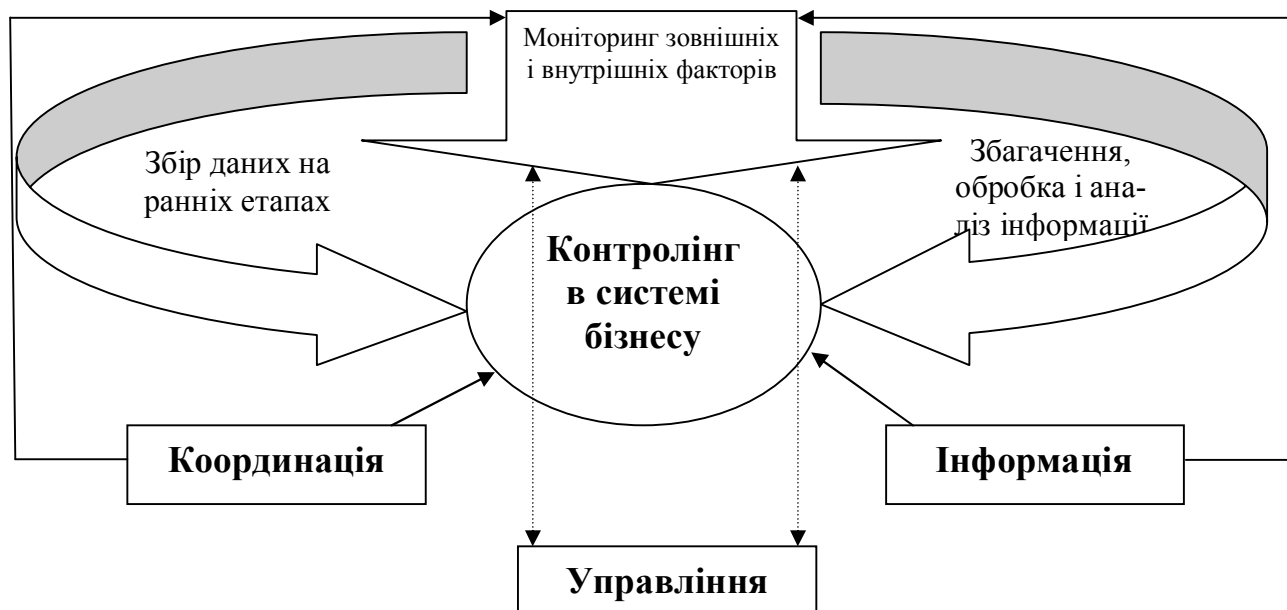 Моніторинг зовнішніх
і внутрішніх факторів
Збір даних на
ранніх етапах
Збагачення,
обробка і ана-
ліз інформації
Контролінг
в системі
бізнесу
Координація
Інформація
Управління